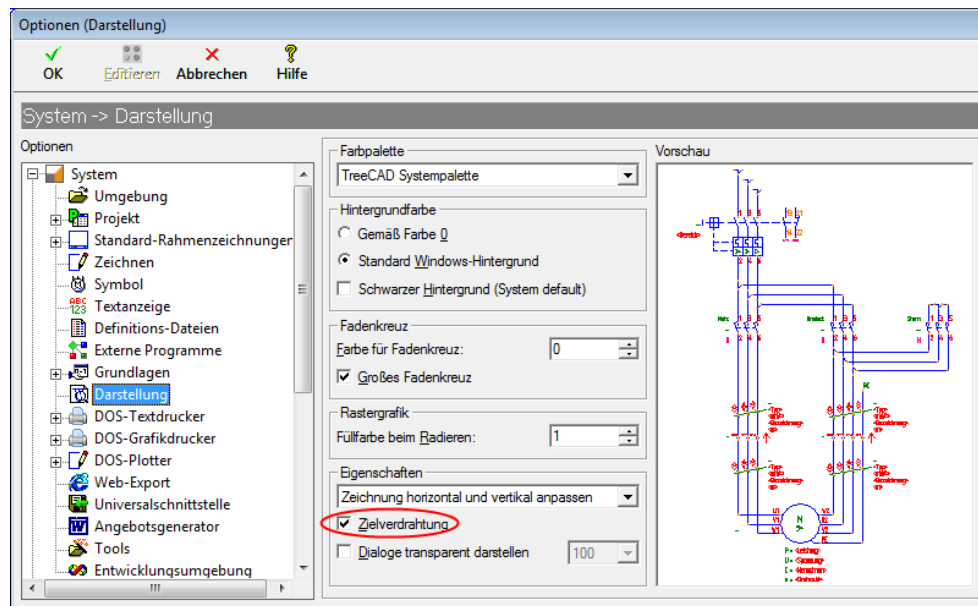 Optionen (Darstellung)
OK Editieren Abbrechen Hilfe
System -> Darstellung
Optionen
System
Umgebung
Projekt
Standard-Rahmenzeichnunger
Zeichnen
Symbol
ABC
123 Textanzeige
Definitions-Dateien
Externe Programme
Grundlagen
Darstellung
DOS-Textdrucker
DOS-Grafikdrucker
DOS-Plotter
Web-Export
Universalschnittstelle
Angebotsgenerator
Tools
Entwicklungsumgebung
Farbpalette
TreeCAD Systempalette
Hintergrundfarbe
Gemäß Farbe 0
Standard Windows-Hintergrund
Schwarzer Hintergrund (System default)
Fadenkreuz
Farbe für Fadenkreuz: 0
Großes Fadenkreuz
Rastergrafik
Füllfarbe beim Radieren: 1
Eigenschaften
Zeichnung horizontal und vertikal anpassen
Zielverdrahtung
Dialoge transparent darstellen 100
Vorschau